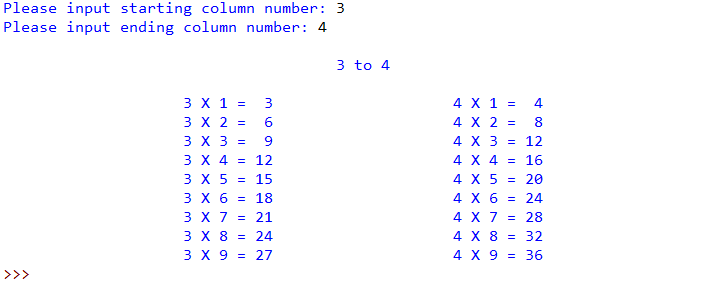 Please input starting column number: 3
Please input ending column number: 4
3 to 4
3 X 1 =  3                    4 X 1 =  4
3 X 2 =  6                    4 X 2 =  8
3 X 3 =  9                    4 X 3 = 12
3 X 4 = 12                    4 X 4 = 16
3 X 5 = 15                    4 X 5 = 20
3 X 6 = 18                    4 X 6 = 24
3 X 7 = 21                    4 X 7 = 28
3 X 8 = 24                    4 X 8 = 32
3 X 9 = 27                    4 X 9 = 36
>>>